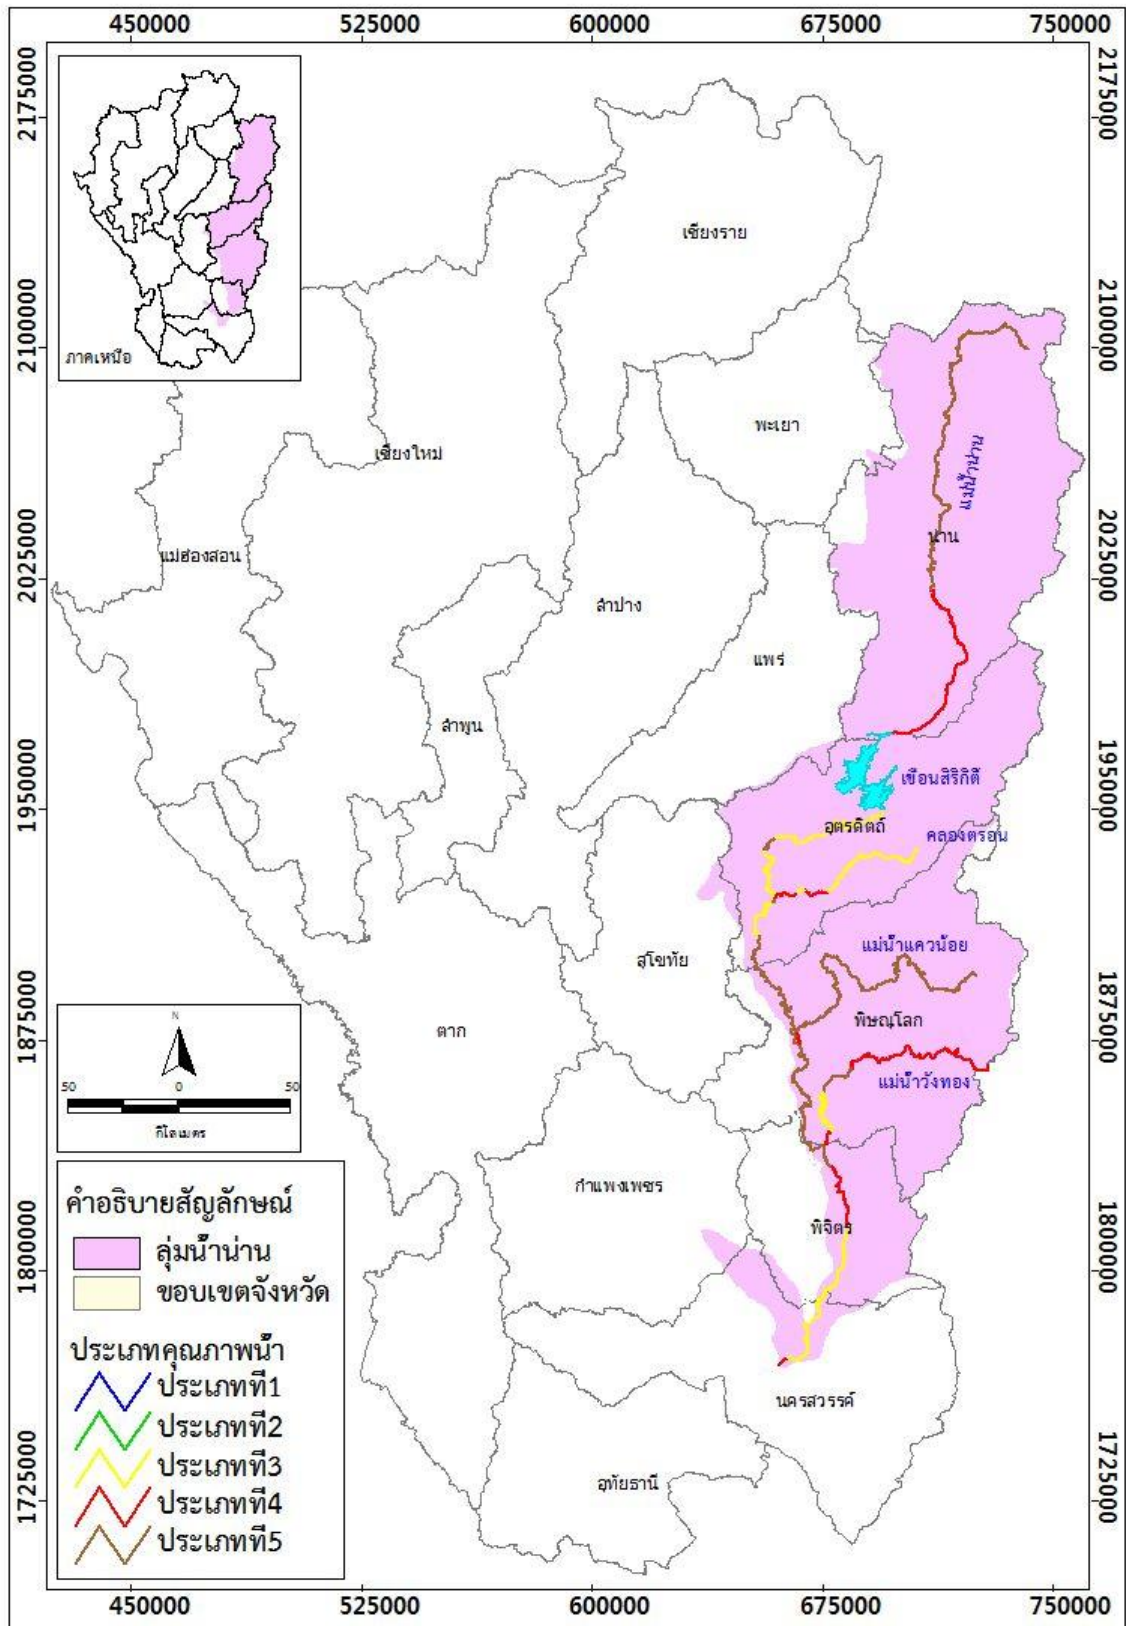 450000 525000 600000 675000 750000
2175000
2100000
2025000
1950000
1875000
1800000
1725000
2175000
2100000
2025000
1950000
1875000
1800000
1725000
ภาคเหนือ
เชียงราย
พะเยา
เชียงใหม่
แม่น้ำน่าน
น่าน
แม่ฮ่องสอน
ลำปาง
แพร่
ลำพูน
เขื่อนสิริกิติ์
อุตรดิตถ์
คลองตรอน
แม่น้ำแควน้อย
สุโขทัย
พิษณุโลก
ตาก
แม่น้ำวังทอง
N
50 0 50
กิโลเมตร
กำแพงเพชร
พิจิตร
นครสวรรค์
อุทัยธานี
คำอธิบายสัญลักษณ์
ลุ่มน้ำน่าน
ขอบเขตจังหวัด
ประเภทคุณภาพน้ำ
ประเภทที่1
ประเภทที่2
ประเภทที่3
ประเภทที่4
ประเภทที่5
450000 525000 600000 675000 750000